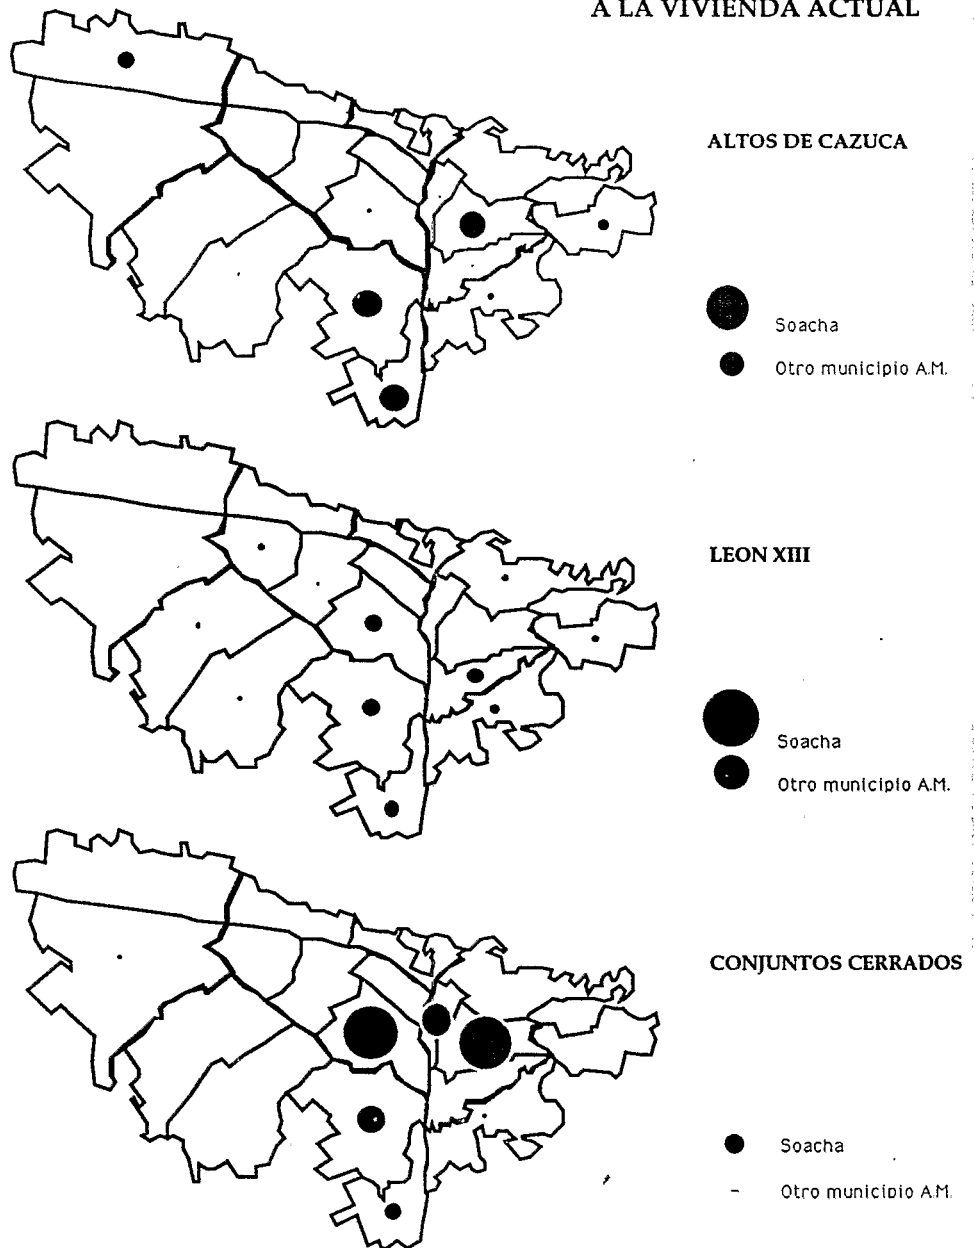 A LA VIVIENDA ACTUAL
ALTOS DE CAZUCA
Soacha
Otro municipio A.M.
LEON XIII
Soacha
Otro municipio A.M.
CONJUNTOS CERRADOS
Soacha
- Otro municipio A.M.